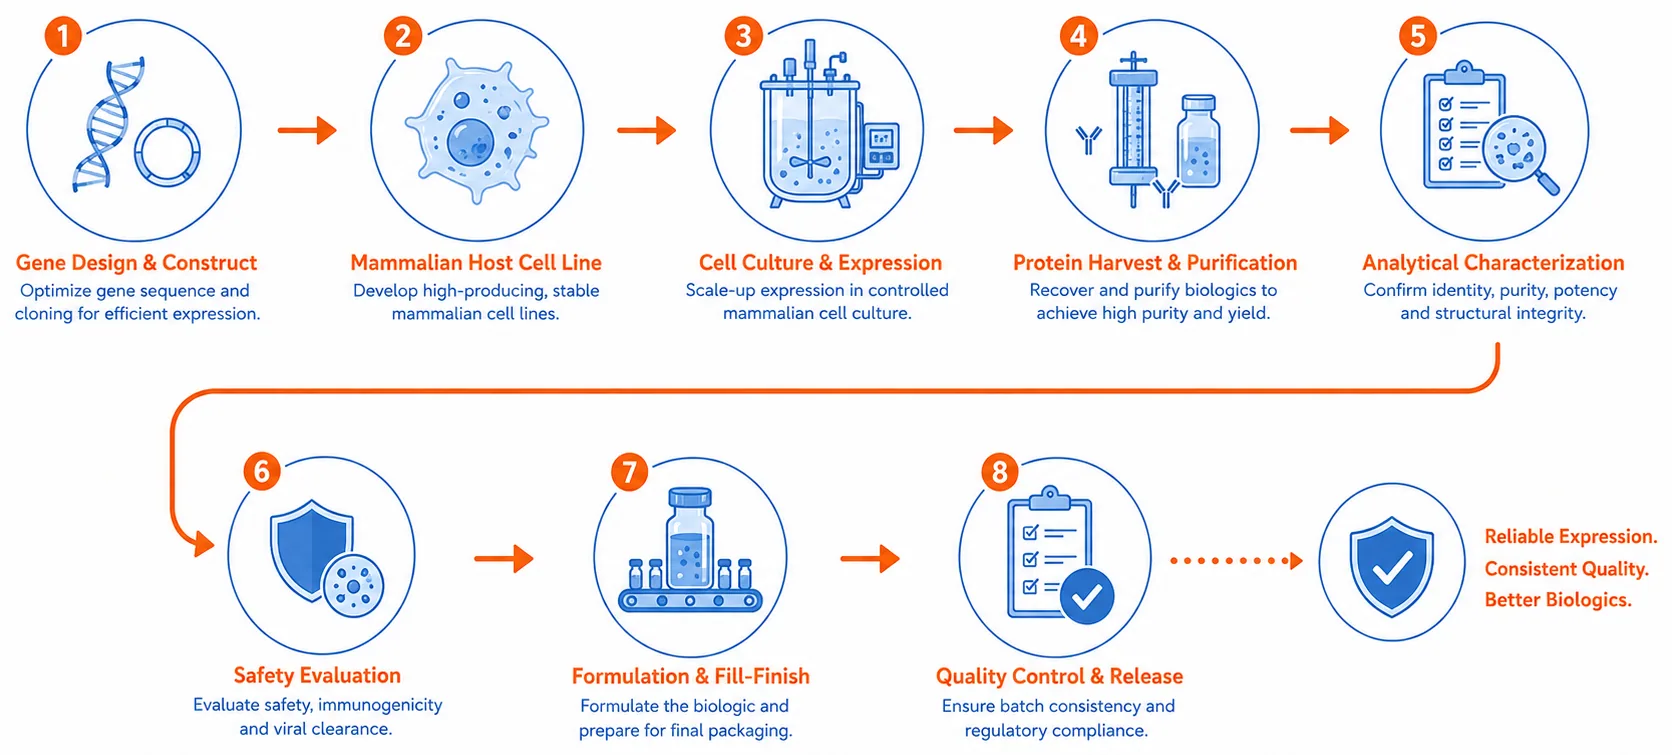 1
Gene Design & Construct
Optimize gene sequence and
cloning for efficient expression.
2
Mammalian Host Cell Line
Develop high-producing, stable
mammalian cell lines.
3
Cell Culture & Expression
Scale-up expression in controlled
mammalian cell culture.
4
Protein Harvest & Purification
Recover and purify biologics to
achieve high purity and yield.
5
Analytical Characterization
Confirm identity, purity, potency
and structural integrity.
6
Safety Evaluation
Evaluate safety, immunogenicity
and viral clearance.
7
Formulation & Fill-Finish
Formulate the biologic and
prepare for final packaging.
8
Quality Control & Release
Ensure batch consistency and
regulatory compliance.
Reliable Expression.
Consistent Quality.
Better Biologics.